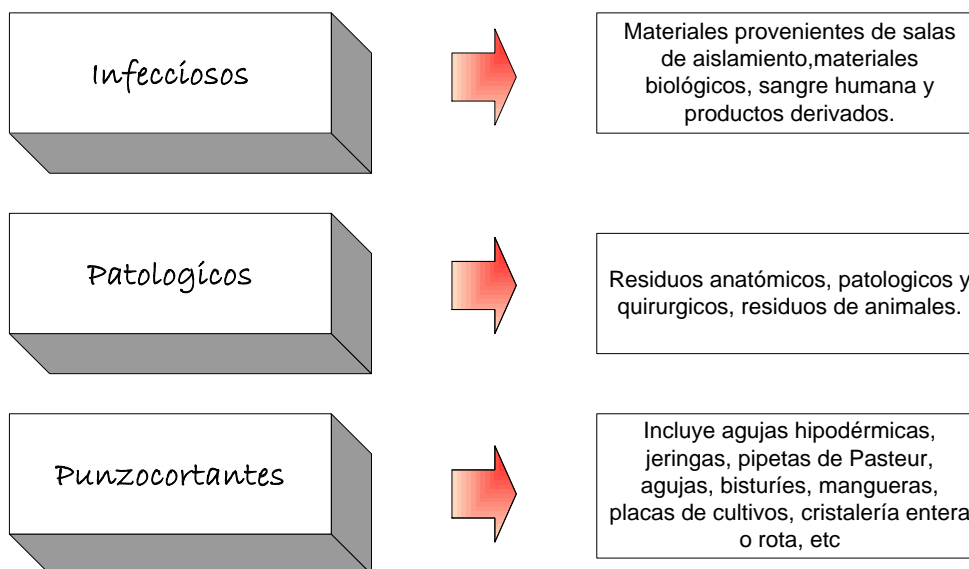 Infecciosos
Materiales provenientes de salas
de aislamiento,materiales
biológicos, sangre humana y
productos derivados.
Patologícos
Residuos anatómicos, patologicos y
quirurgicos, residuos de animales.
Punzocortantes
Incluye agujas hipodérmicas,
jeringas, pipetas de Pasteur,
agujas, bisturíes, mangueras,
placas de cultivos, cristalería entera
o rota, etc